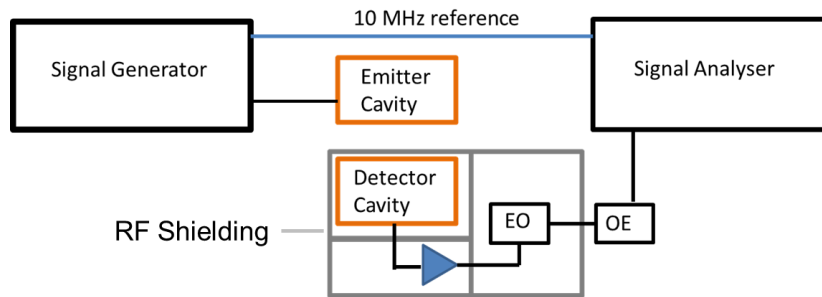 10 MHz reference
Signal Generator
Signal Analyser
Emitter
Cavity
Detector
Cavity
EO
OE
RF Shielding